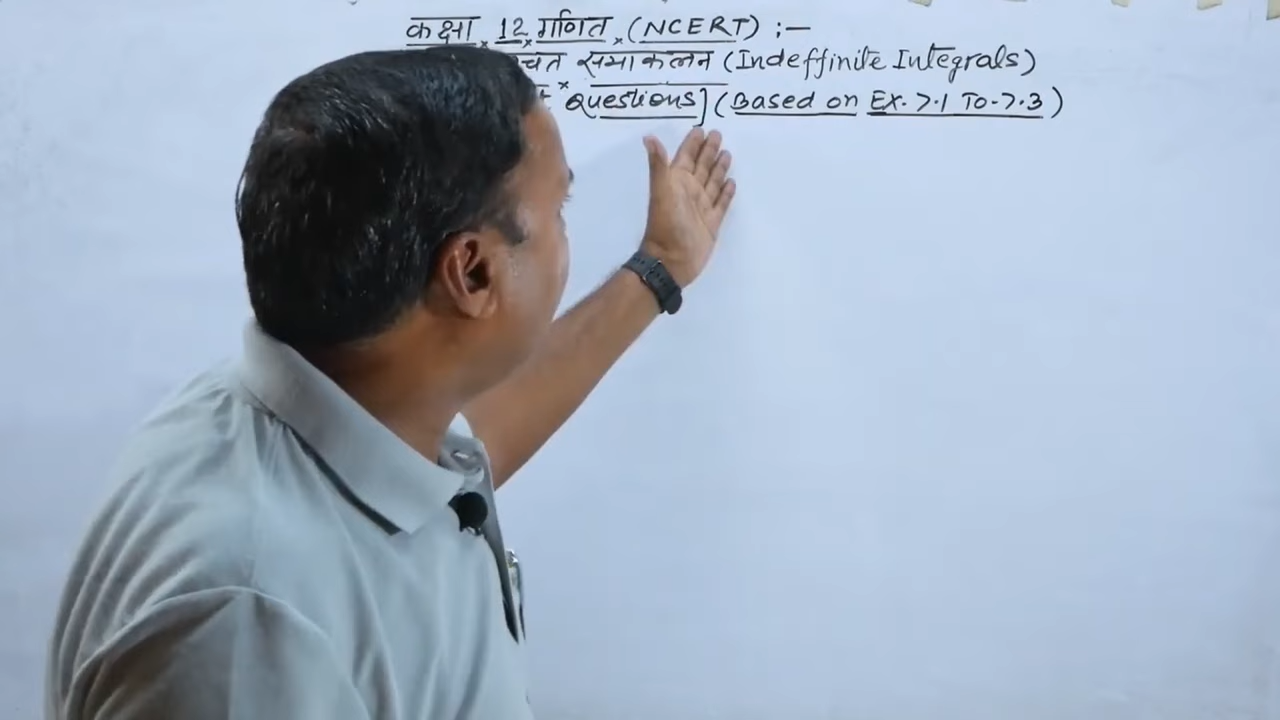 कक्षा 12 गणित (NCERT) :-
समाकलन (Indeffinite Integrals)
Questions] (Based on Ex. 7.1 To 7.3)